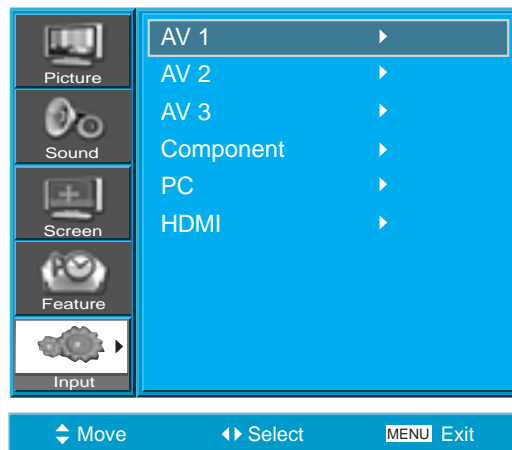 Picture
Sound
Screen
Feature
Input
AV 1
AV 2
AV 3
Component
PC
HDMI
Move Select MENU Exit